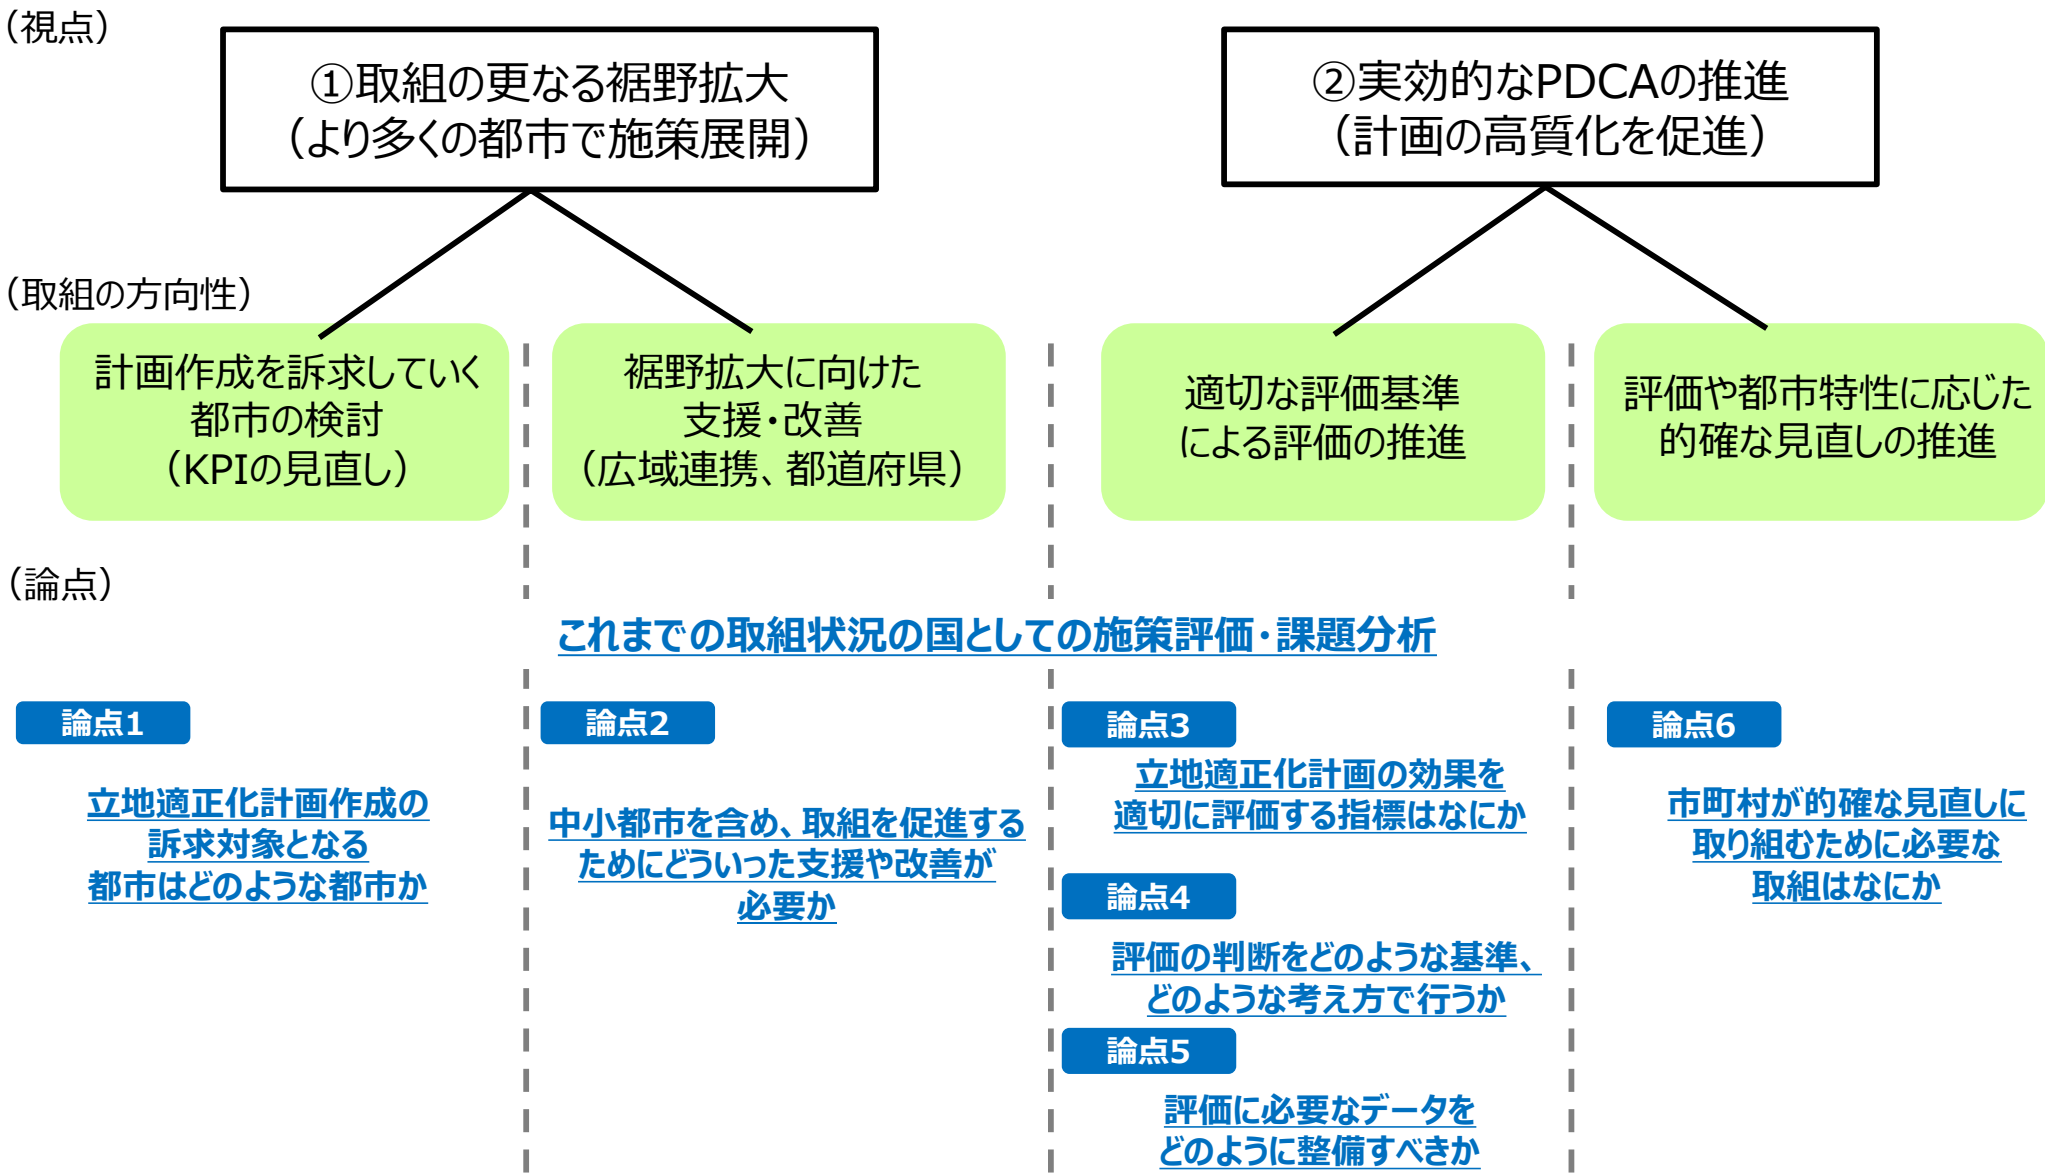 （視点）
①取組の更なる裾野拡大
（より多くの都市で施策展開）
②実効的なPDCAの推進
（計画の高質化を促進）
（取組の方向性）
計画作成を訴求していく
都市の検討
（KPIの見直し）
裾野拡大に向けた
支援・改善
（広域連携、都道府県）
適切な評価基準
による評価の推進
評価や都市特性に応じた
的確な見直しの推進
（論点）
これまでの取組状況の国としての施策評価・課題分析
論点1
立地適正化計画作成の
訴求対象となる
都市はどのような都市か
論点2
中小都市を含め、取組を促進する
ためにどういった支援や改善が
必要か
論点3
立地適正化計画の効果を
適切に評価する指標はなにか
論点4
評価の判断をどのような基準、
どのような考え方で行うか
論点5
評価に必要なデータを
どのように整備すべきか
論点6
市町村が的確な見直しに
取り組むために必要な
取組はなにか